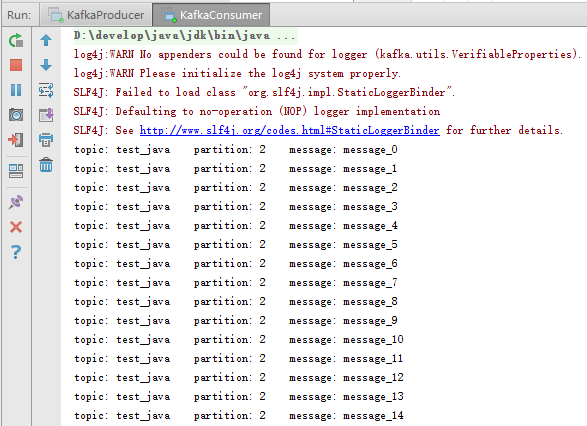 Run: KafkaProducer KafkaConsumer
D:\develop\java\jdk\bin\java ...
log4j:WARN No appenders could be found for logger (kafka.utils.VerifiableProperties).
log4j:WARN Please initialize the log4j system properly.
SLF4J: Failed to load class "org.slf4j.impl.StaticLoggerBinder".
SLF4J: Defaulting to no-operation (NOP) logger implementation
SLF4J: See http://www.slf4j.org/codes.html#StaticLoggerBinder for further details.
topic: test_java partition: 2 message: message_0
topic: test_java partition: 2 message: message_1
topic: test_java partition: 2 message: message_2
topic: test_java partition: 2 message: message_3
topic: test_java partition: 2 message: message_4
topic: test_java partition: 2 message: message_5
topic: test_java partition: 2 message: message_6
topic: test_java partition: 2 message: message_7
topic: test_java partition: 2 message: message_8
topic: test_java partition: 2 message: message_9
topic: test_java partition: 2 message: message_10
topic: test_java partition: 2 message: message_11
topic: test_java partition: 2 message: message_12
topic: test_java partition: 2 message: message_13
topic: test_java partition: 2 message: message_14